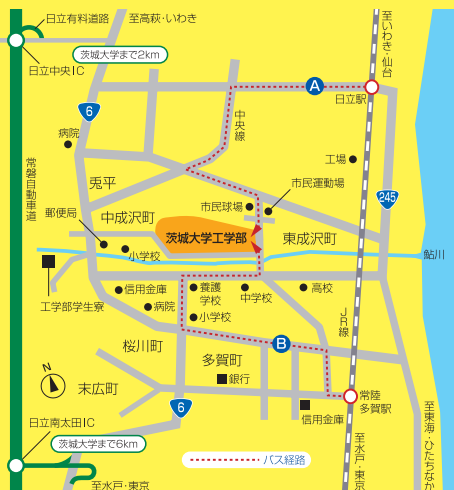 日立有料道路
至高萩・いわき
茨城大学まで2km
日立中央IC
至いわき・仙台
A
日立駅
6
中央線
病院
工場
常磐自動車道
兎平
市民運動場
245
郵便局
中成沢町
市民球場
茨城大学工学部
東成沢町
小学校
鮎川
工学部学生寮
信用金庫
養護
学校
中学校
高校
病院
小学校
JR線
桜川町
B
多賀町
N
末広町
銀行
常陸
多賀駅
6
信用金庫
日立南太田IC
茨城大学まで6km
バス経路
至水戸・東京
至水戸・東京
至東海・ひたちなか